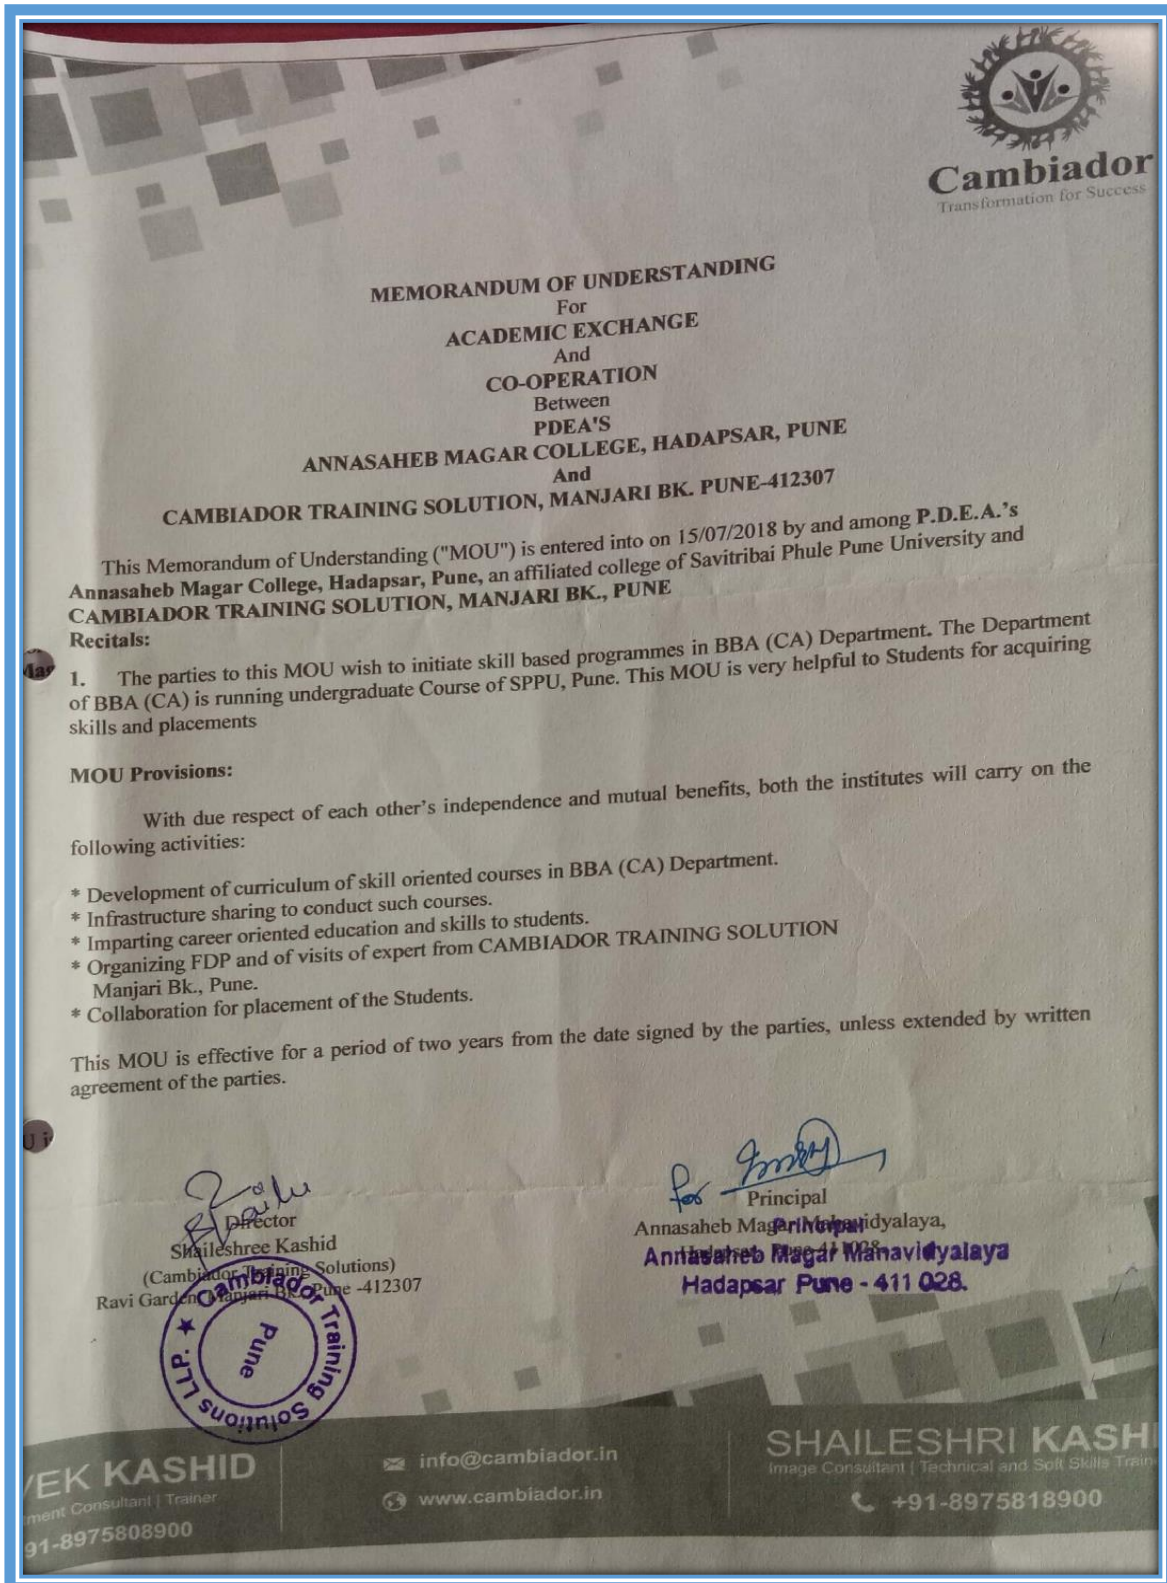 Cambiador
Transformation for Success
MEMORANDUM OF UNDERSTANDING
For
ACADEMIC EXCHANGE
And
CO-OPERATION
Between
PDEA'S
ANNASAHEB MAGAR COLLEGE, HADAPSAR, PUNE
And
CAMBIADOR TRAINING SOLUTION, MANJARI BK. PUNE-412307
This Memorandum of Understanding ("MOU") is entered into on 15/07/2018 by and among P.D.E.A.'s
Annasaheb Magar College, Hadapsar, Pune, an affiliated college of Savitribai Phule Pune University and
CAMBIADOR TRAINING SOLUTION, MANJARI BK., PUNE
Recitals:
1. The parties to this MOU wish to initiate skill based programmes in BBA (CA) Department. The Department
of BBA (CA) is running undergraduate Course of SPPU, Pune. This MOU is very helpful to Students for acquiring
skills and placements
MOU Provisions:
With due respect of each other's independence and mutual benefits, both the institutes will carry on the
following activities:
* Development of curriculum of skill oriented courses in BBA (CA) Department.
* Infrastructure sharing to conduct such courses.
* Imparting career oriented education and skills to students.
* Organizing FDP and of visits of expert from CAMBIADOR TRAINING SOLUTION
Manjari Bk., Pune.
* Collaboration for placement of the Students.
This MOU is effective for a period of two years from the date signed by the parties, unless extended by written
agreement of the parties.
Director
Shaileshree Kashid
(Cambiador Training Solutions)
Ravi Garden, Manjari Bk., Pune -412307
Cambiador Training Solutions LLP. ★
Pune
for
Principal
Annasaheb Magar Mahavidyalaya,
Principal
Annasaheb Magar Mahavidyalaya
Hadapsar Pune - 411 028.
VEK KASHID
ment Consultant | Trainer
91-8975808900
info@cambiador.in
www.cambiador.in
SHAILESHRI KASHI
Image Consultant | Technical and Soft Skills Train
+91-8975818900